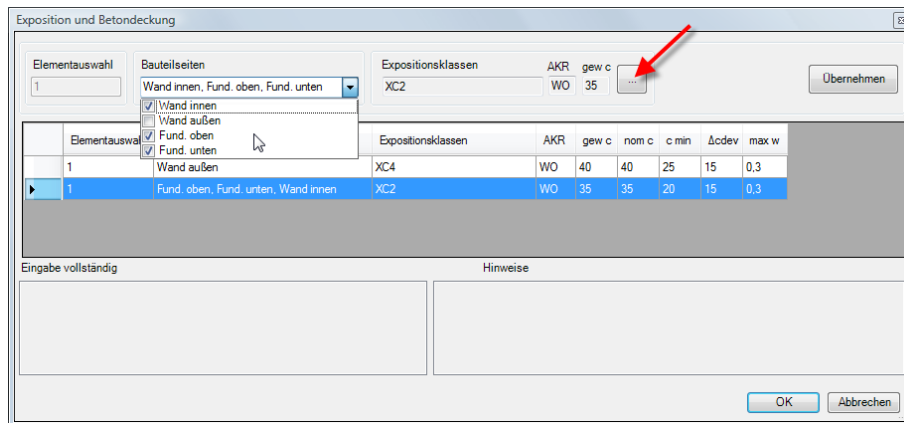 Exposition und Betondeckung
Elementauswahl Bauteilseiten Expositionsklassen AKR gew c
1 Wand innen, Fund. oben, Fund. unten XC2 WO 35 ... Übernehmen
Wand innen
Wand außen
Fund. oben
Fund. unten
Elementauswahl Expositionsklassen AKR gew c nom c c min Δcdev max w
1 Wand außen XC4 WO 40 40 25 15 0,3
1 Fund. oben, Fund. unten, Wand innen XC2 WO 35 35 20 15 0,3
Eingabe vollständig Hinweise
OK Abbrechen